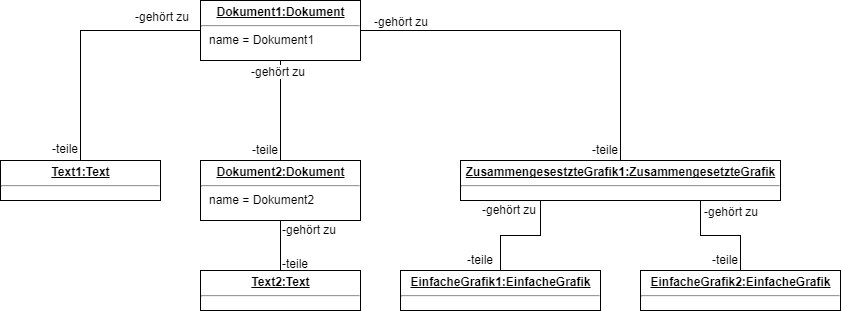 Dokument1:Dokument
name = Dokument1
-gehört zu
-gehört zu
-gehört zu
-teile
-teile
-teile
Text1:Text
Dokument2:Dokument
name = Dokument2
ZusammengesestzteGrafik1:ZusammengesetzteGrafik
-gehört zu
-gehört zu
-gehört zu
-teile
-teile
-teile
Text2:Text
EinfacheGrafik1:EinfacheGrafik
EinfacheGrafik2:EinfacheGrafik